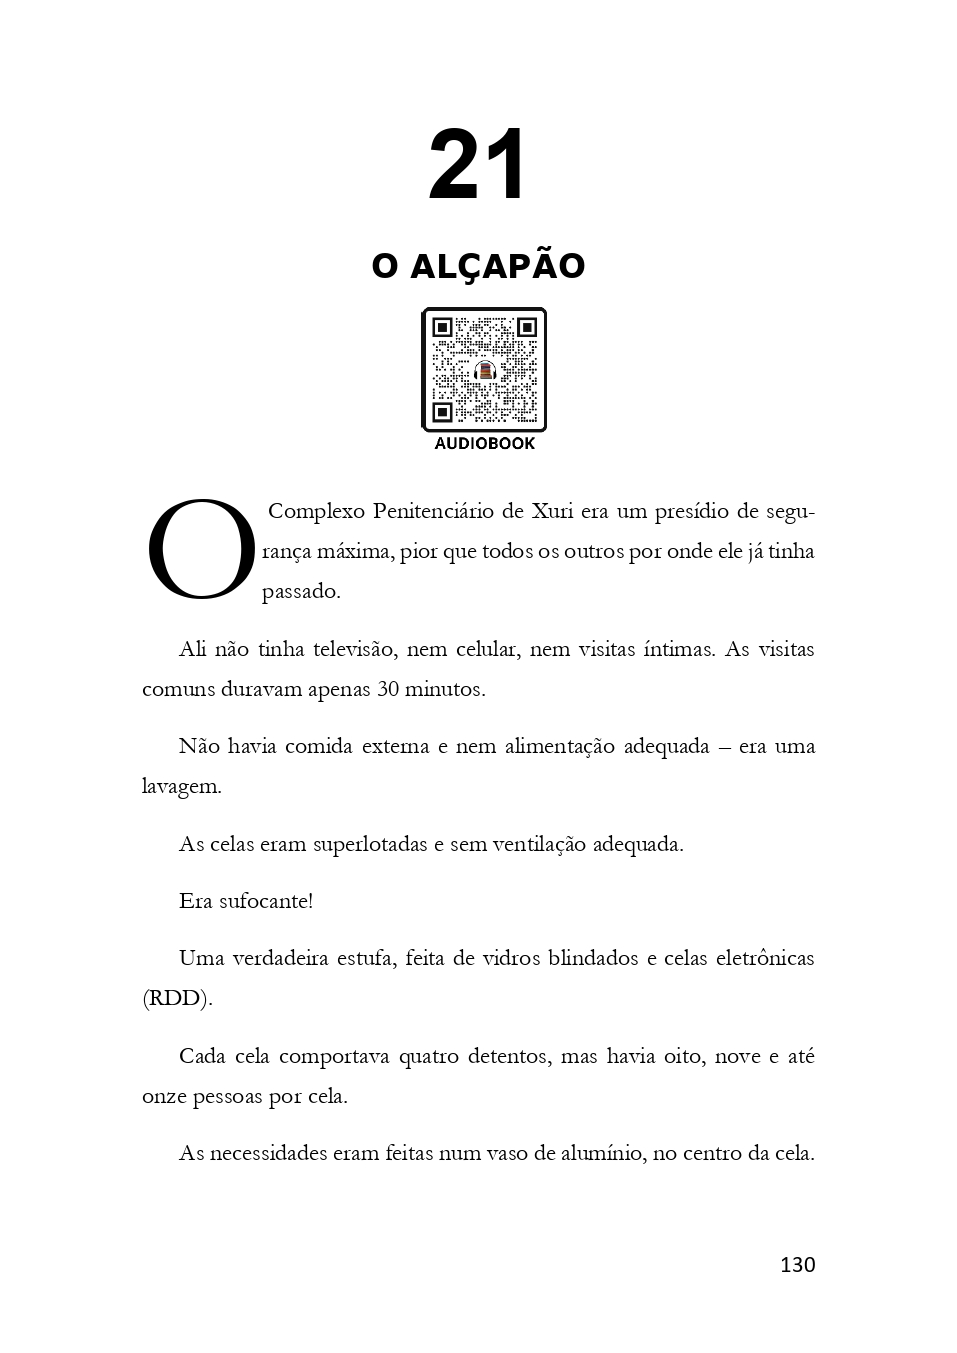 21
O ALÇAPÃO
AUDIOBOOK
O Complexo Penitenciário de Xuri era um presídio de segu-
rança máxima, pior que todos os outros por onde ele já tinha
passado.
Ali não tinha televisão, nem celular, nem visitas íntimas. As visitas
comuns duravam apenas 30 minutos.
Não havia comida externa e nem alimentação adequada – era uma
lavagem.
As celas eram superlotadas e sem ventilação adequada.
Era sufocante!
Uma verdadeira estufa, feita de vidros blindados e celas eletrônicas
(RDD).
Cada cela comportava quatro detentos, mas havia oito, nove e até
onze pessoas por cela.
As necessidades eram feitas num vaso de alumínio, no centro da cela.
130